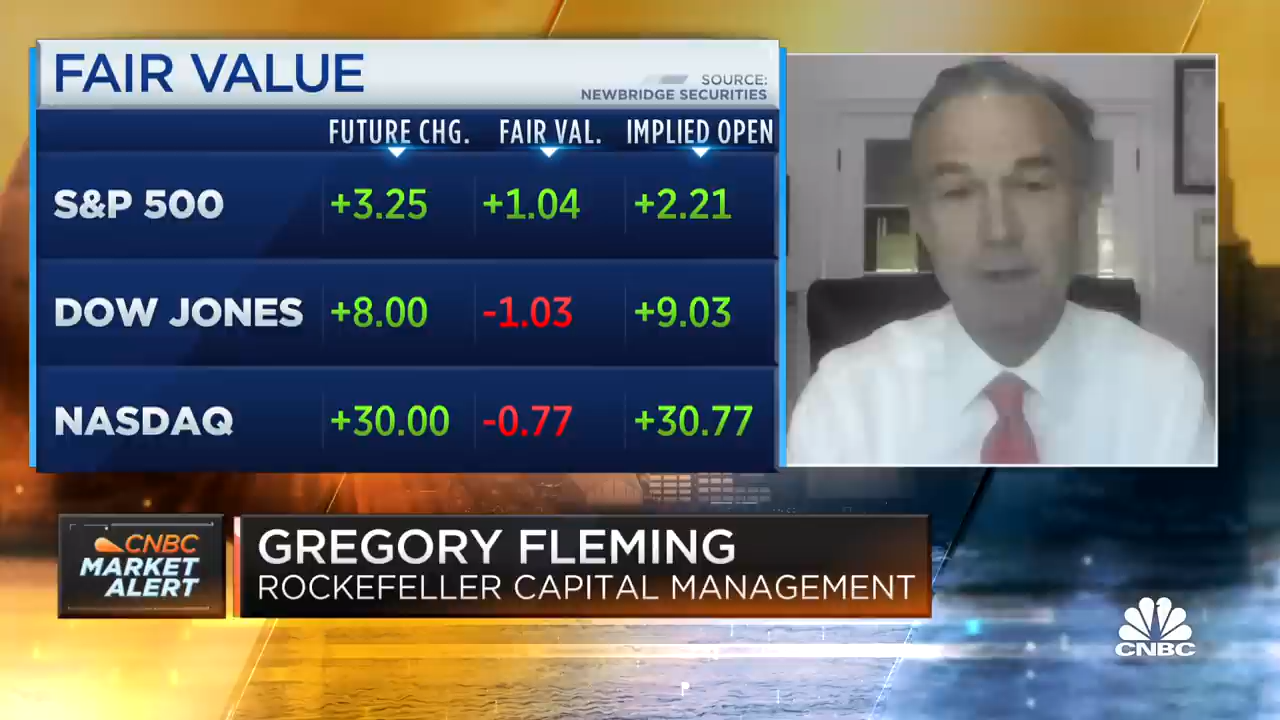 FAIR VALUE
SOURCE:
NEWBRIDGE SECURITIES
FUTURE CHG. FAIR VAL. IMPLIED OPEN
S&P 500 +3.25 +1.04 +2.21
DOW JONES +8.00 -1.03 +9.03
NASDAQ +30.00 -0.77 +30.77
CNBC
MARKET
ALERT
GREGORY FLEMING
ROCKEFELLER CAPITAL MANAGEMENT
CNBC